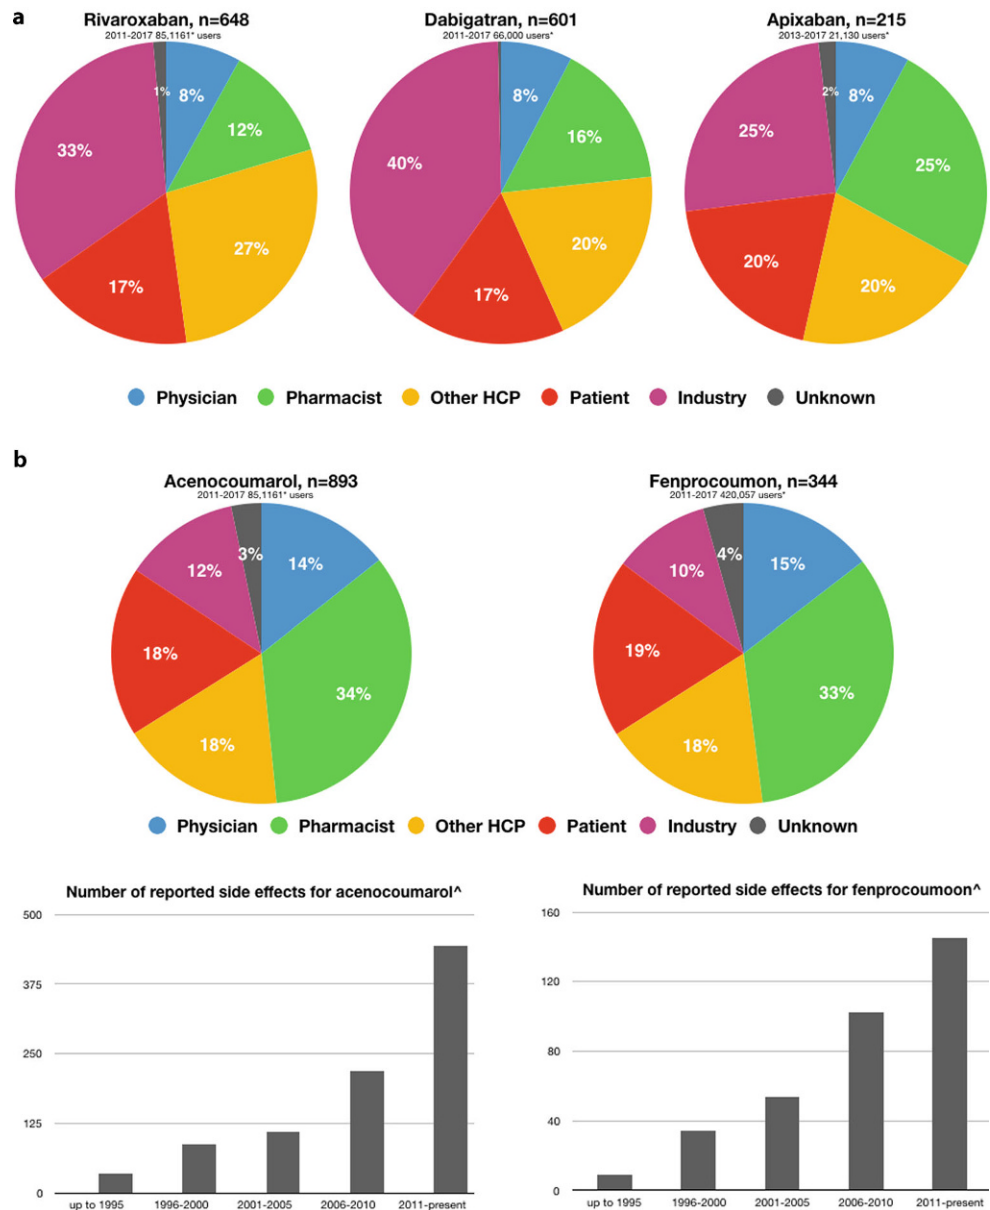 a
Rivaroxaban, n=648
2011-2017 85,1161* users
1%
8%
12%
27%
17%
33%
Dabigatran, n=601
2011-2017 66,000 users*
8%
16%
20%
17%
40%
Apixaban, n=215
2013-2017 21,130 users*
2%
8%
25%
20%
20%
25%
Physician Pharmacist Other HCP Patient Industry Unknown
b
Acenocoumarol, n=893
2011-2017 85,1161* users
3%
14%
34%
18%
18%
12%
Fenprocoumon, n=344
2011-2017 420,057 users*
4%
15%
33%
18%
19%
10%
Physician Pharmacist Other HCP Patient Industry Unknown
Number of reported side effects for acenocoumarol^
500
375
250
125
0
up to 1995 1996-2000 2001-2005 2006-2010 2011-present
Number of reported side effects for fenprocoumoon^
160
120
80
40
0
up to 1995 1996-2000 2001-2005 2006-2010 2011-present